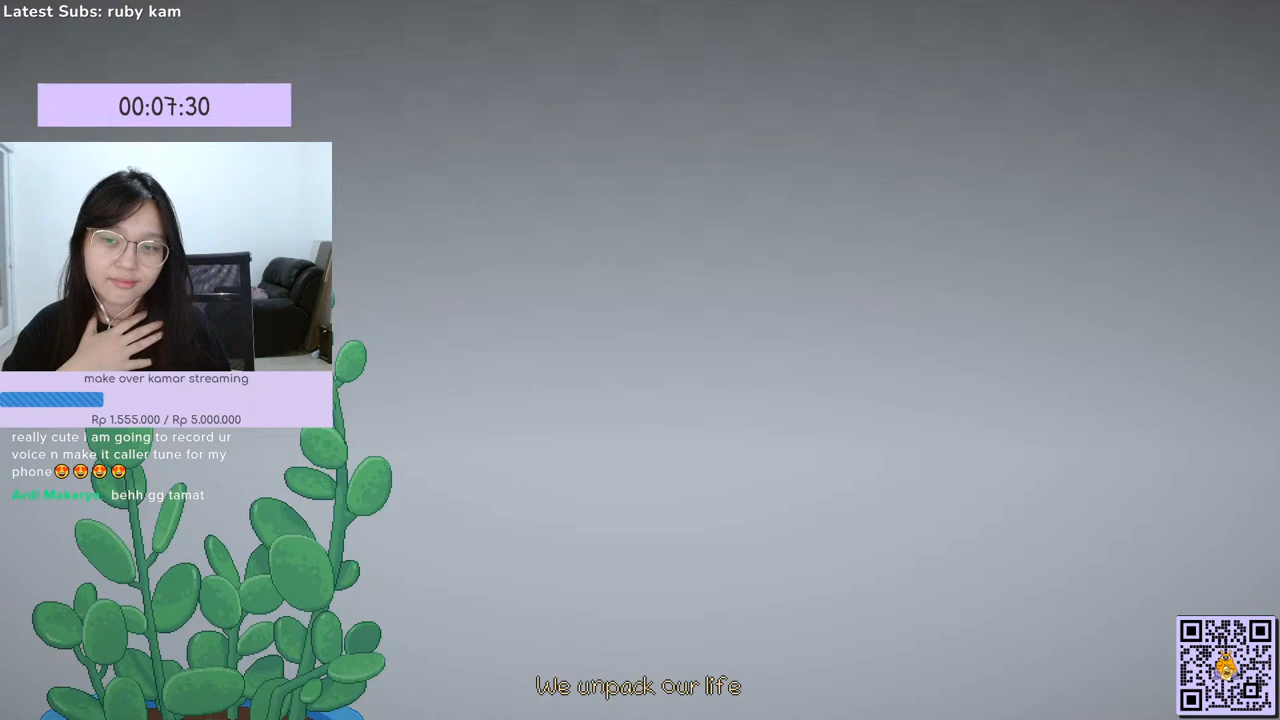 Latest Subs: ruby kam
00:07:30
make over kamar streaming
Rp 1.555.000 / Rp 5.000.000
really cute i am going to record ur
voice n make it caller tune for my
phone🤩🤩🤩🤩
Ardi Makarya behh gg tamat
We unpack our life